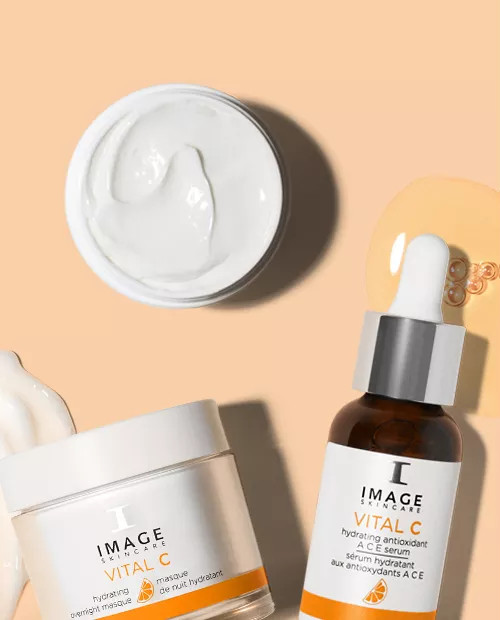 I
IMAGE
SKINCARE
VITAL C
hydrating
overnight masque
masque
de nuit hydratant
I
IMAGE
SKINCARE
VITAL C
hydrating antioxidant
A C E serum
sérum hydratant
aux antioxydants A C E